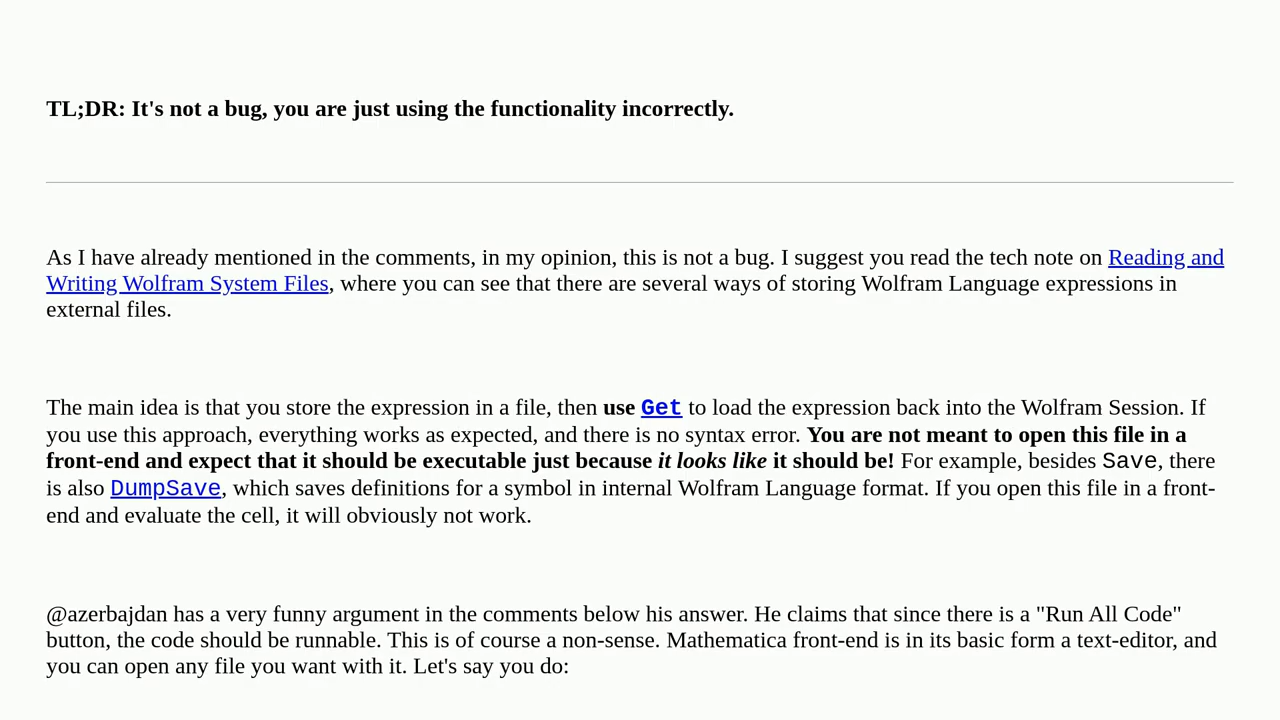 TL;DR: It's not a bug, you are just using the functionality incorrectly.
As I have already mentioned in the comments, in my opinion, this is not a bug. I suggest you read the tech note on Reading and
Writing Wolfram System Files, where you can see that there are several ways of storing Wolfram Language expressions in
external files.
The main idea is that you store the expression in a file, then use Get to load the expression back into the Wolfram Session. If
you use this approach, everything works as expected, and there is no syntax error. You are not meant to open this file in a
front-end and expect that it should be executable just because it looks like it should be! For example, besides Save, there
is also DumpSave, which saves definitions for a symbol in internal Wolfram Language format. If you open this file in a front-
end and evaluate the cell, it will obviously not work.
@azerbajdan has a very funny argument in the comments below his answer. He claims that since there is a "Run All Code"
button, the code should be runnable. This is of course a non-sense. Mathematica front-end is in its basic form a text-editor, and
you can open any file you want with it. Let's say you do: